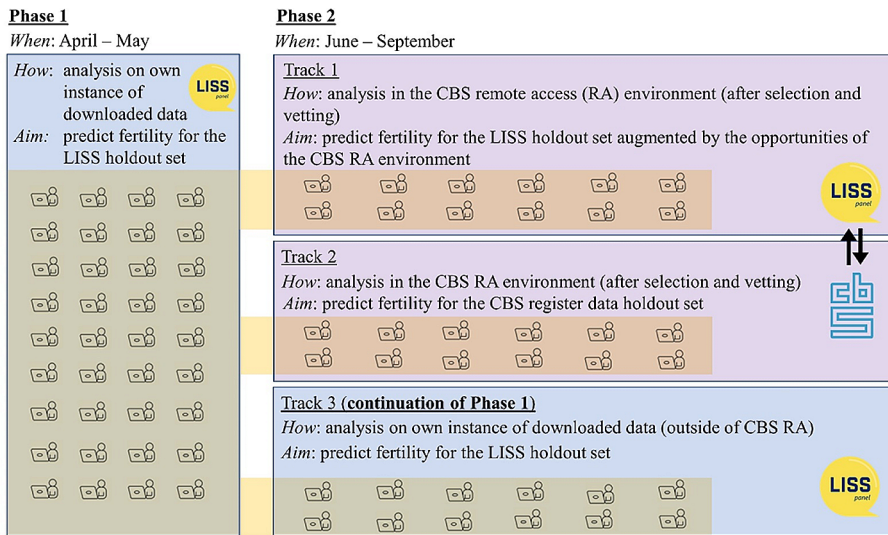 Phase 1
When: April – May
How: analysis on own
instance of
downloaded data
Aim: predict fertility for the
LISS holdout set
LISS
panel
Phase 2
When: June – September
Track 1
How: analysis in the CBS remote access (RA) environment (after selection and
vetting)
Aim: predict fertility for the LISS holdout set augmented by the opportunities of
the CBS RA environment
LISS
panel
Track 2
How: analysis in the CBS RA environment (after selection and vetting)
Aim: predict fertility for the CBS register data holdout set
cbs
Track 3 (continuation of Phase 1)
How: analysis on own instance of downloaded data (outside of CBS RA)
Aim: predict fertility for the LISS holdout set
LISS
panel